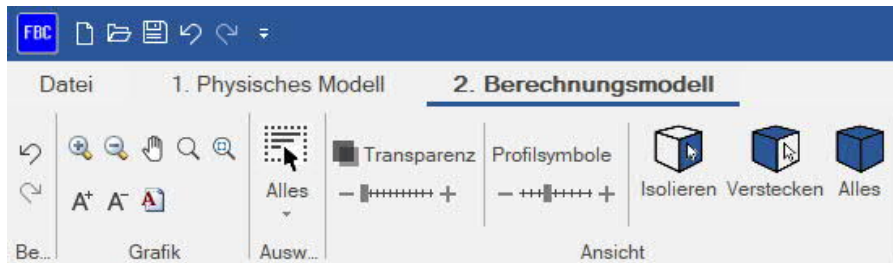 FBC
Datei 1. Physisches Modell 2. Berechnungsmodell
Transparenz Profilsymbole
A+ A- A Alles Isolieren Verstecken Alles
Be... Grafik Ausw... Ansicht